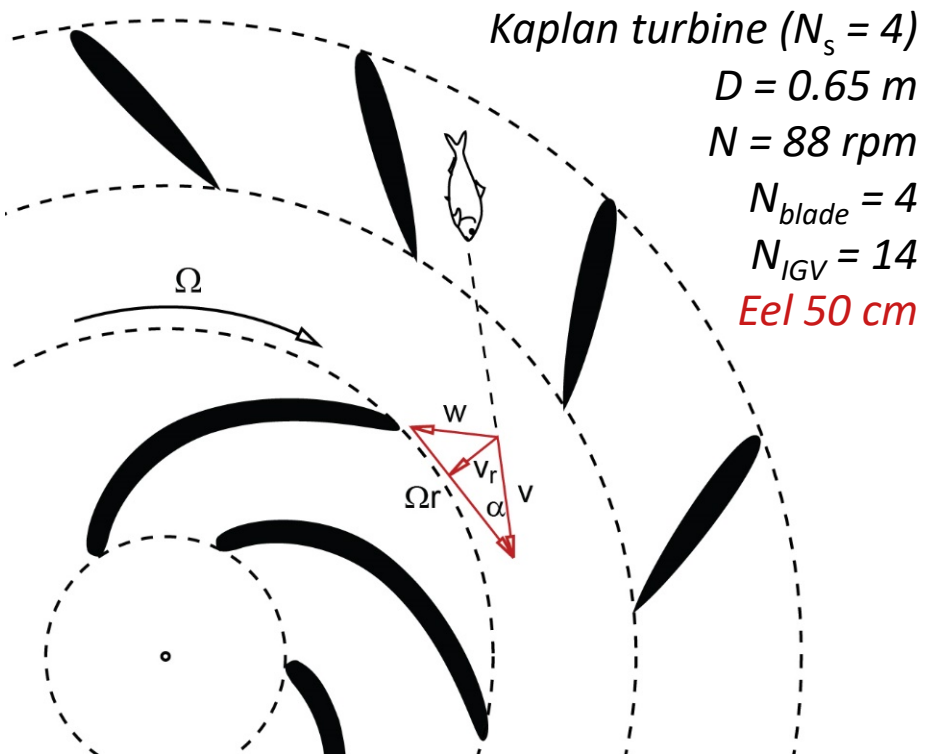 Kaplan turbine (Ns = 4)
D = 0.65 m
N = 88 rpm
Nblade = 4
NIGV = 14
Eel 50 cm
Ω
w
vr
v
Ωr
α